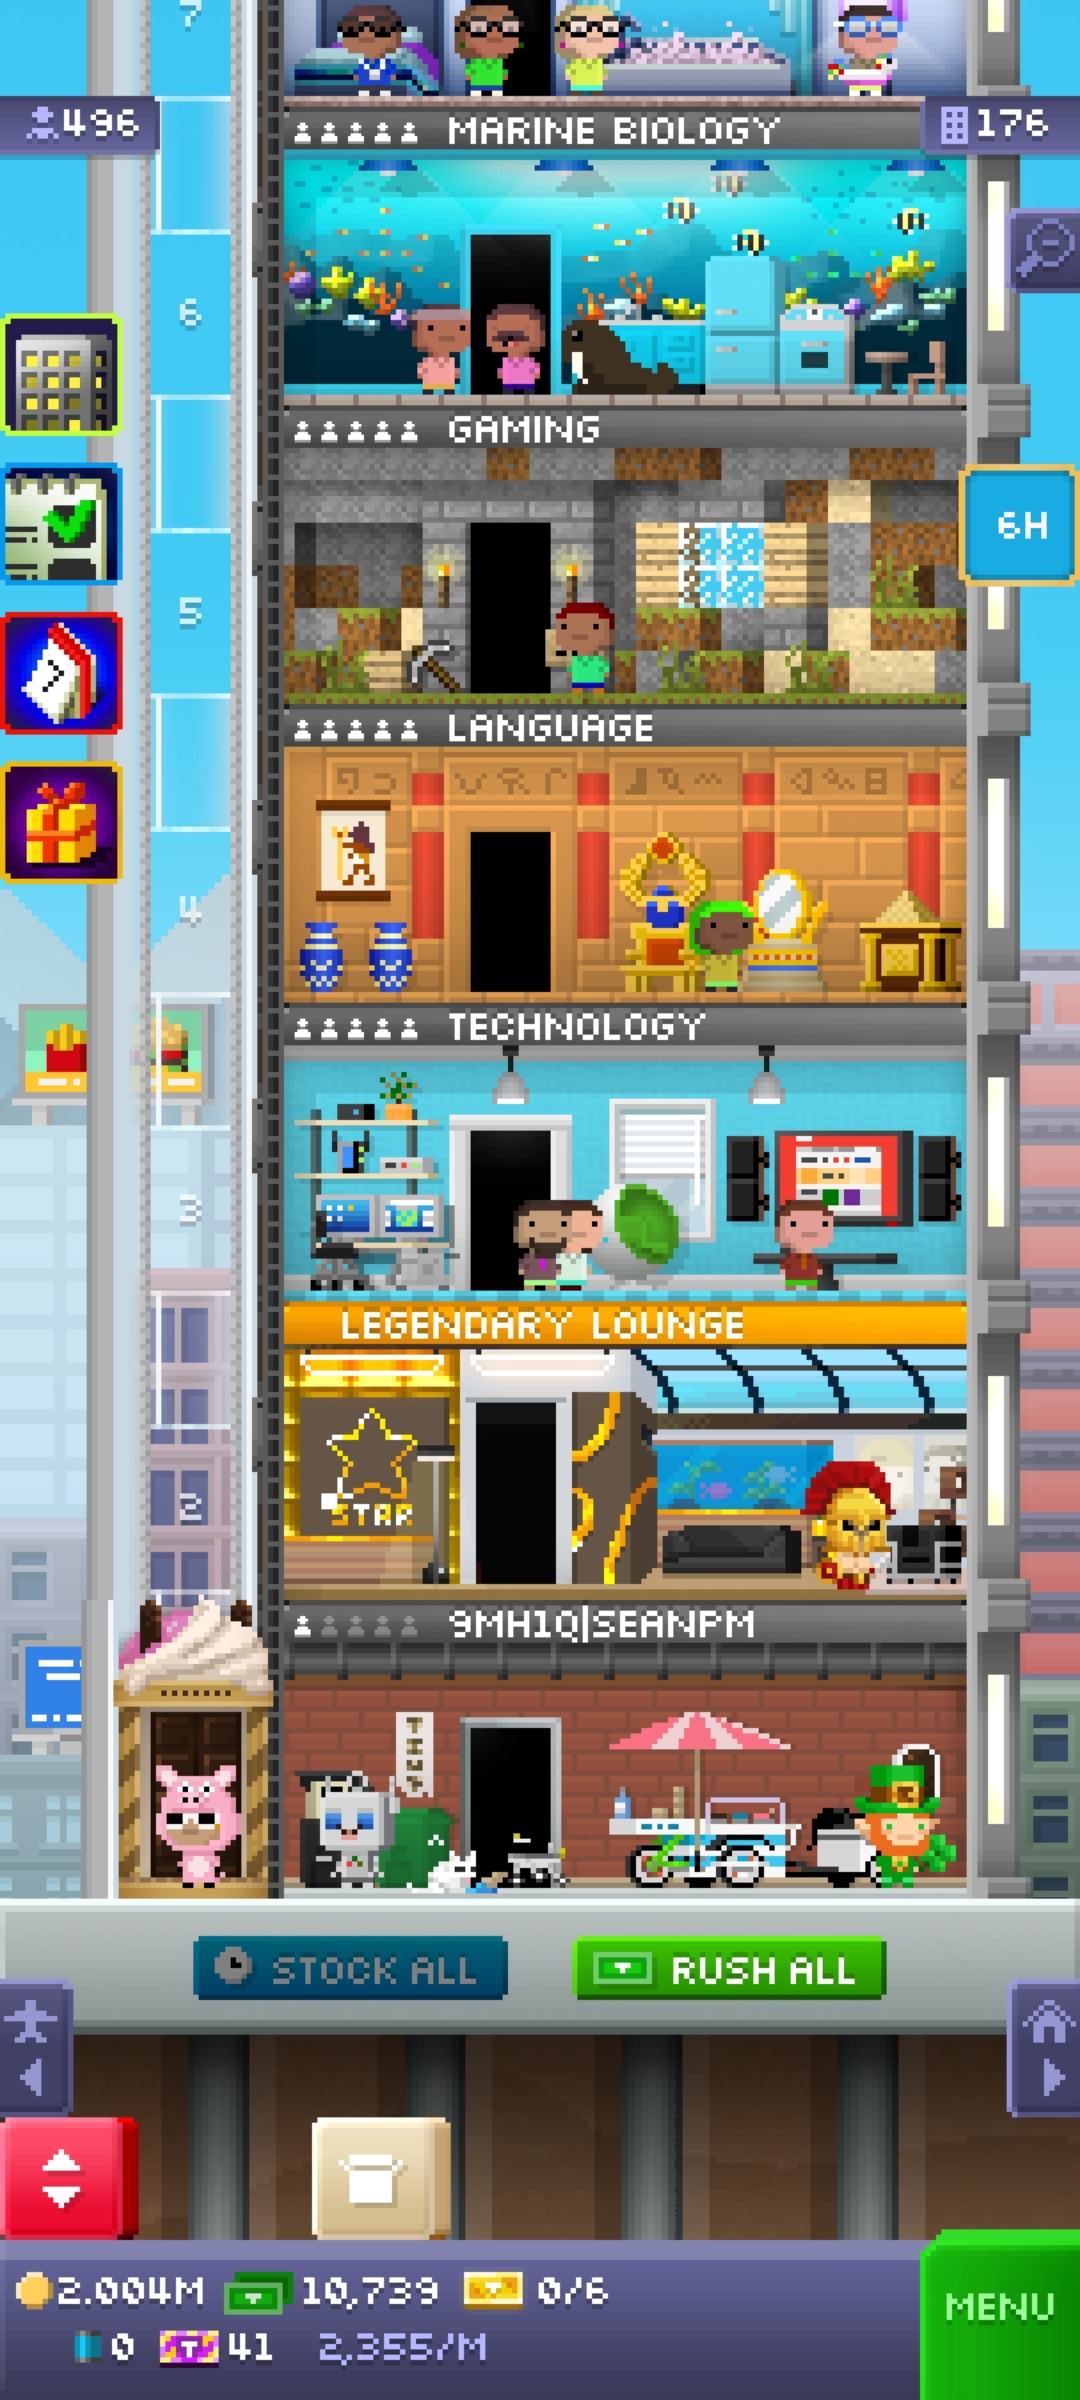 7
496
MARINE BIOLOGY
176
6
GAMING
6H
5
LANGUAGE
4
TECHNOLOGY
3
LEGENDARY LOUNGE
STAR
2
9MH1Q|SEANPM
STOCK ALL
RUSH ALL
2.004M
10,739
0/6
MENU
0
41
2,355/M